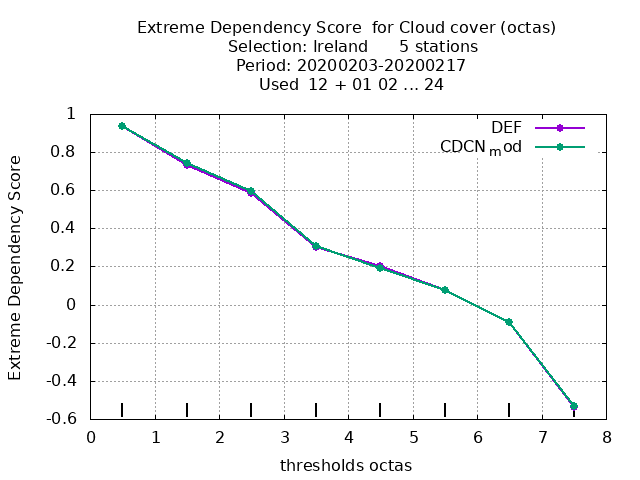 Extreme Dependency Score  for Cloud cover (octas)
Selection: Ireland      5 stations
Period: 20200203-20200217
Used  12 + 01 02 ... 24
Extreme Dependency Score
1
0.8
0.6
0.4
0.2
0
-0.2
-0.4
-0.6
DEF
CDCNmod
0 1 2 3 4 5 6 7 8
thresholds octas